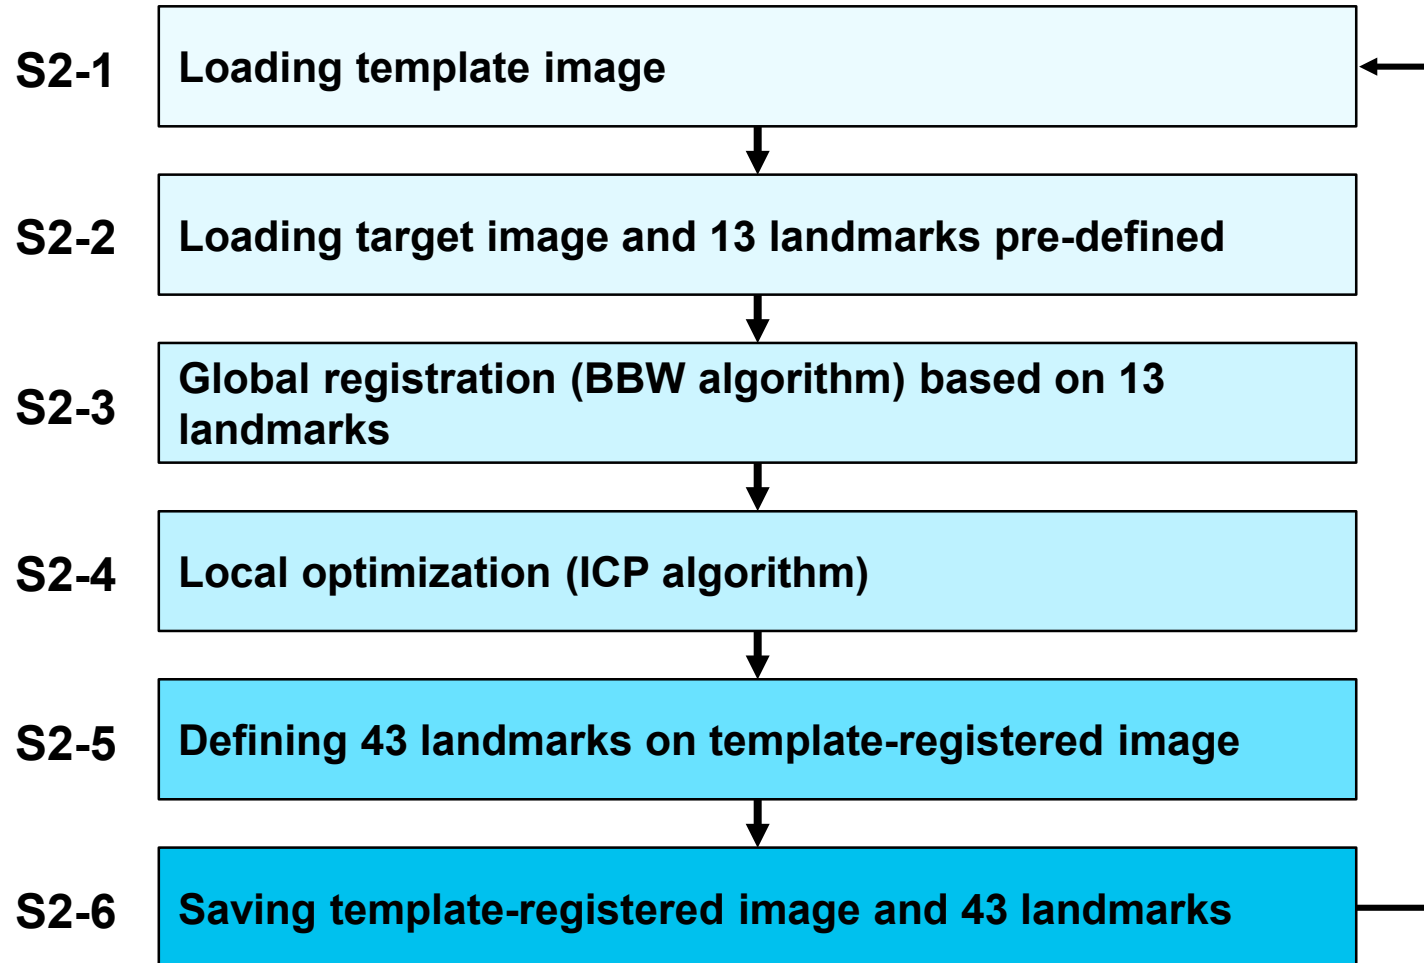 S2-1 Loading template image
S2-2 Loading target image and 13 landmarks pre-defined
S2-3 Global registration (BBW algorithm) based on 13
landmarks
S2-4 Local optimization (ICP algorithm)
S2-5 Defining 43 landmarks on template-registered image
S2-6 Saving template-registered image and 43 landmarks